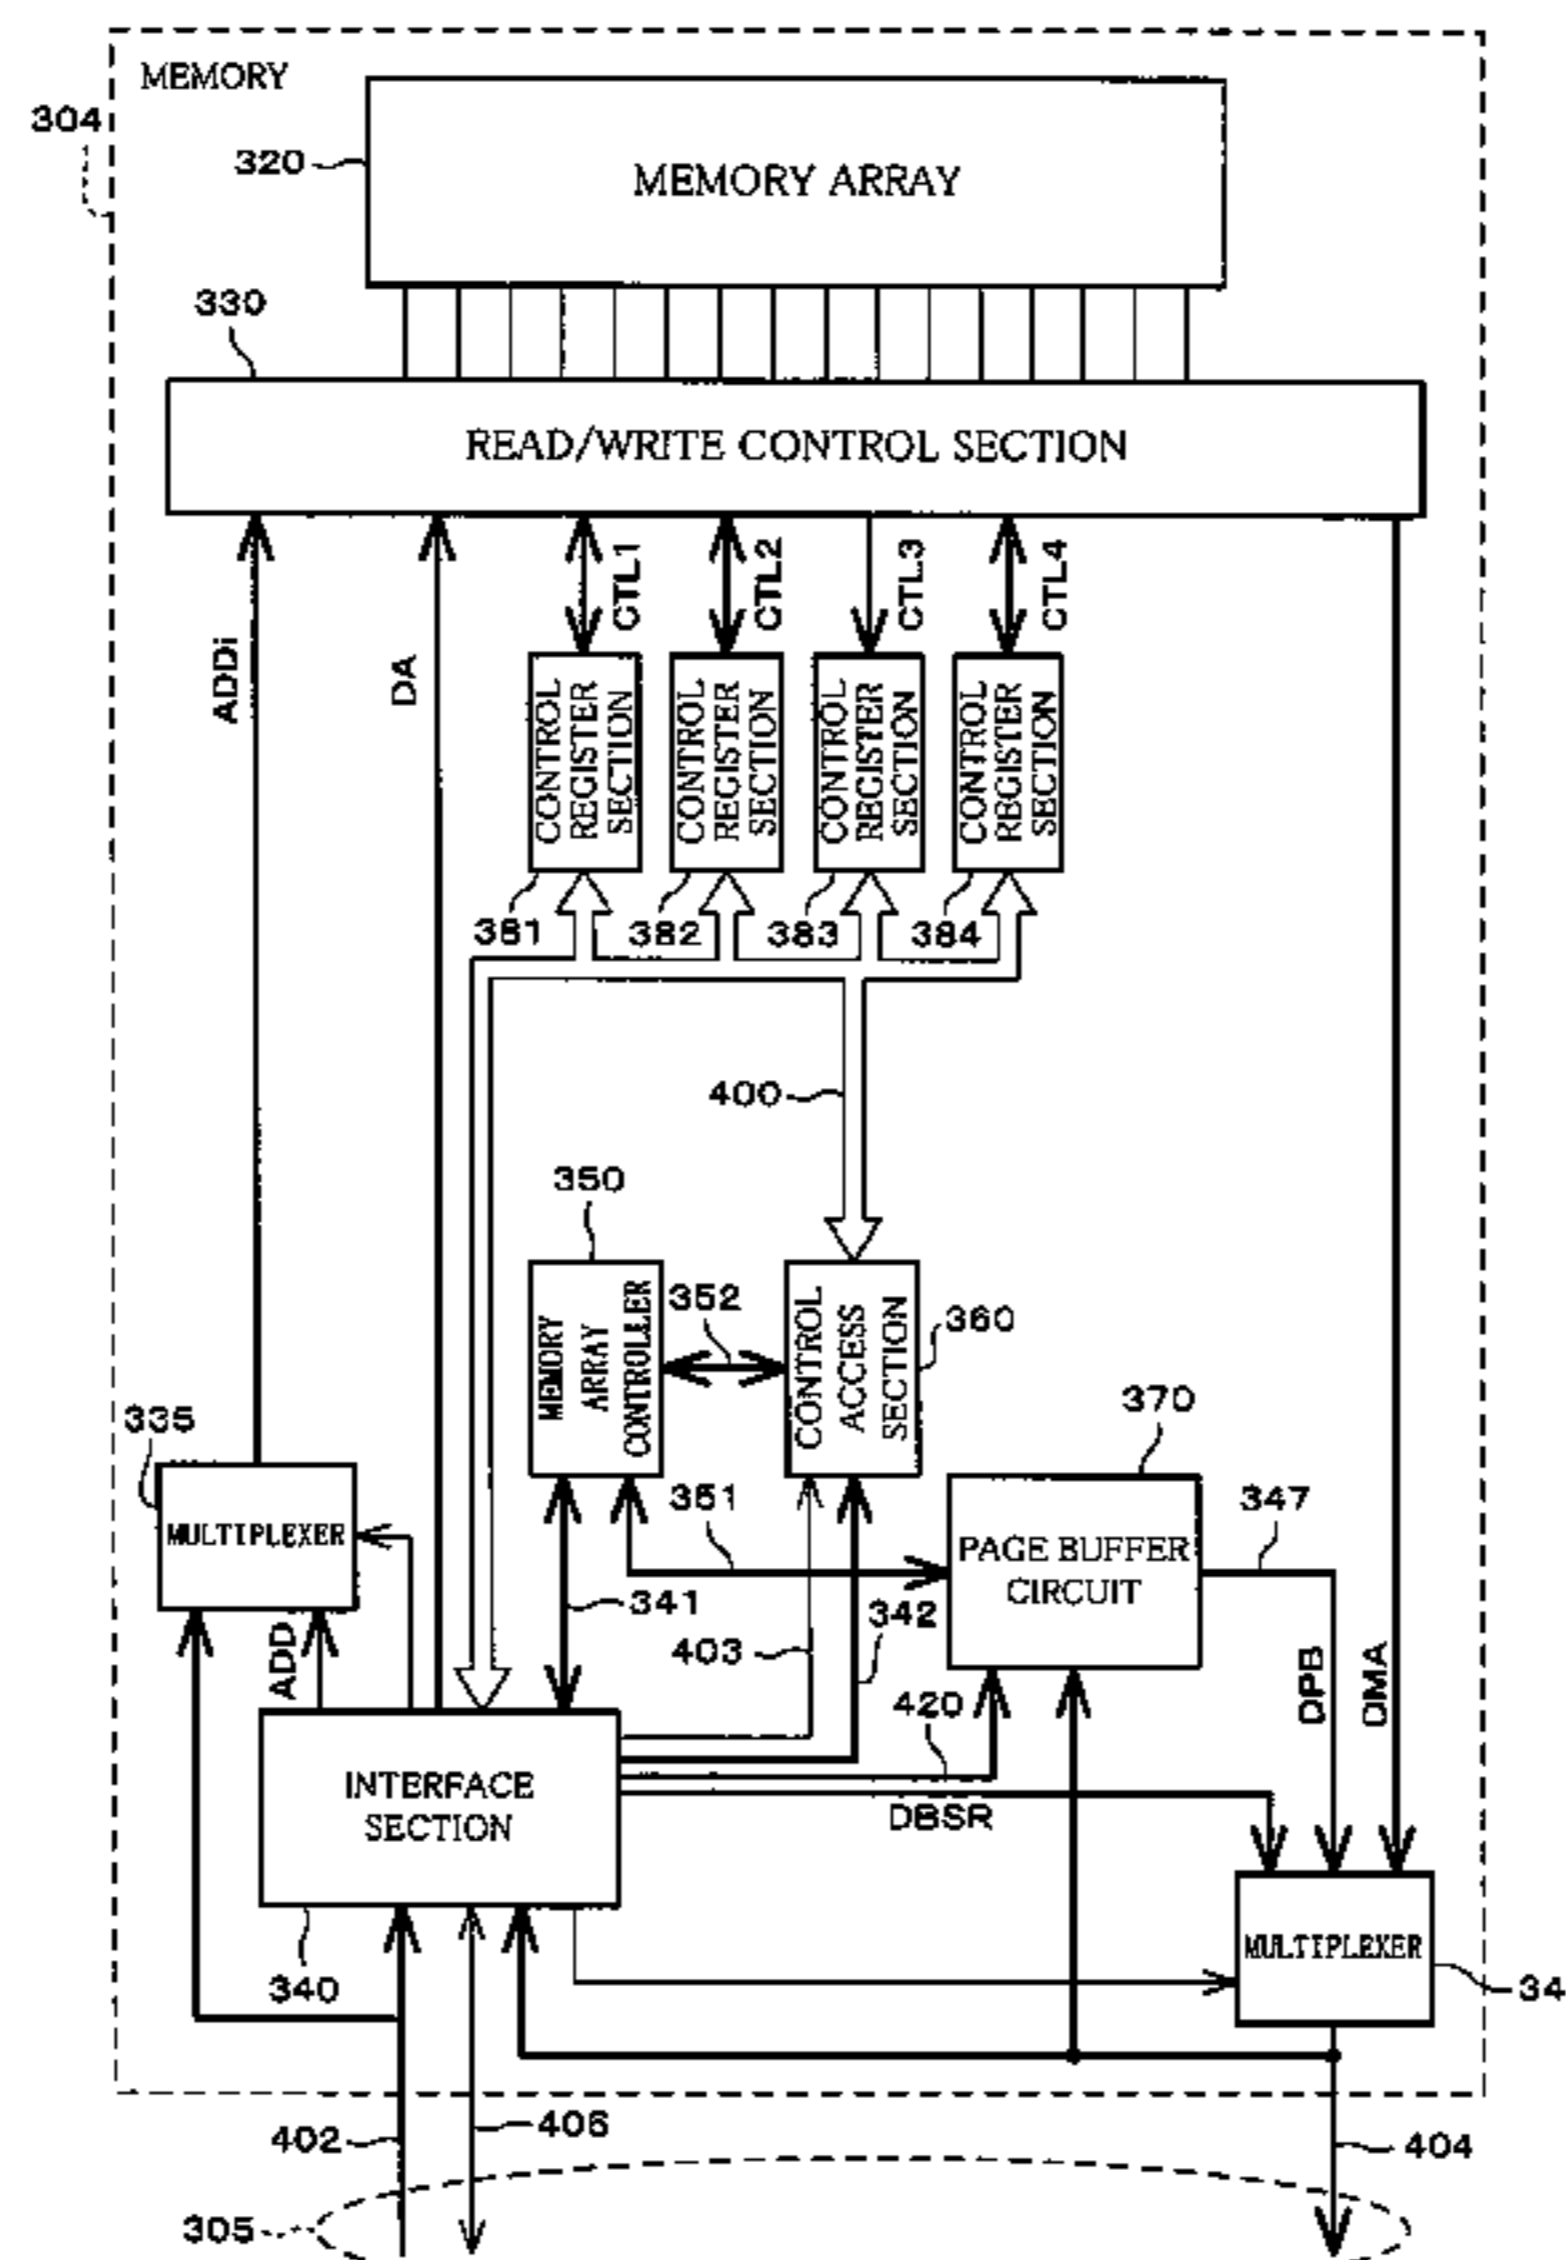 MEMORY
304
320
MEMORY ARRAY
330
READ/WRITE CONTROL SECTION
ADDi
DA
CTL1
CTL2
CTL3
CTL4
CONTROL
REGISTER
SECTION
CONTROL
REGISTER
SECTION
CONTROL
REGISTER
SECTION
CONTROL
REGISTER
SECTION
381
382
383
384
400
350
MEMORY
ARRAY
CONTROLLER
352
CONTROL
ACCESS
SECTION
360
335
MULTIPLEXER
351
370
PAGE BUFFER
CIRCUIT
347
341
342
403
ADD
420
DPB
DMA
INTERFACE
SECTION
DBSR
340
MULTIPLEXER
34
402
406
404
305